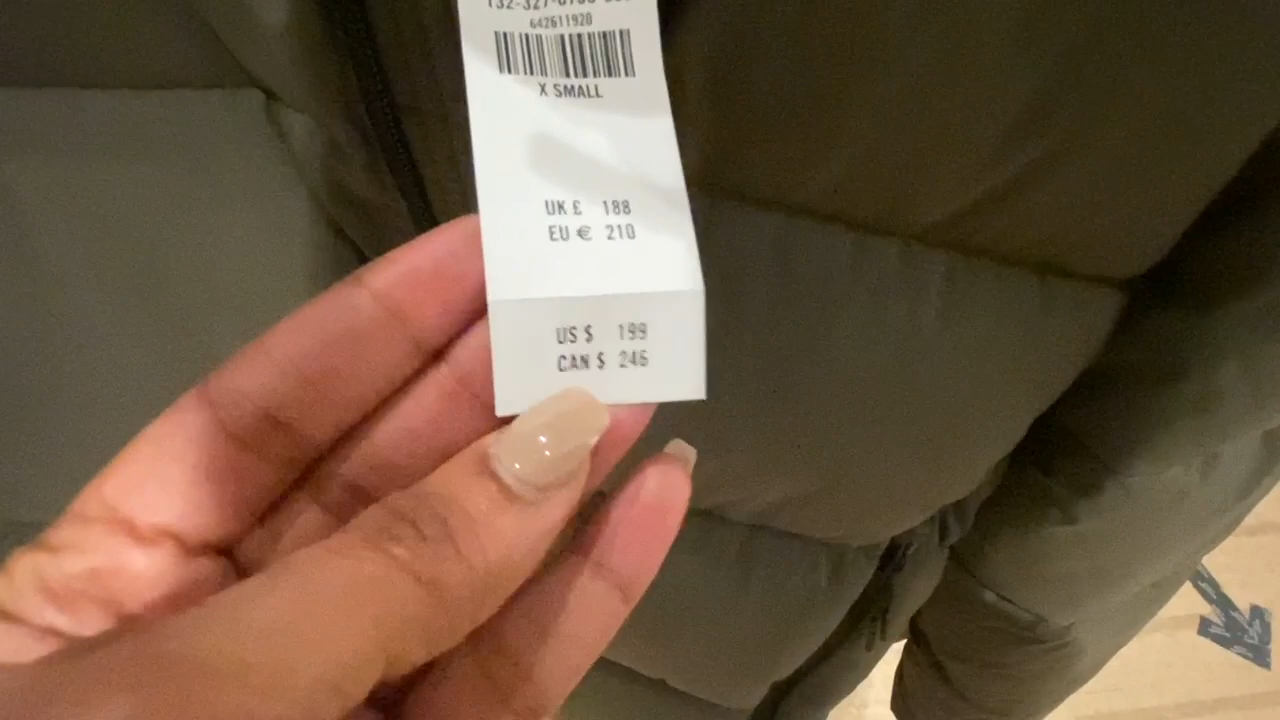 642611920
X SMALL
UK £ 188
EU € 210
US $ 199
CAN $ 245